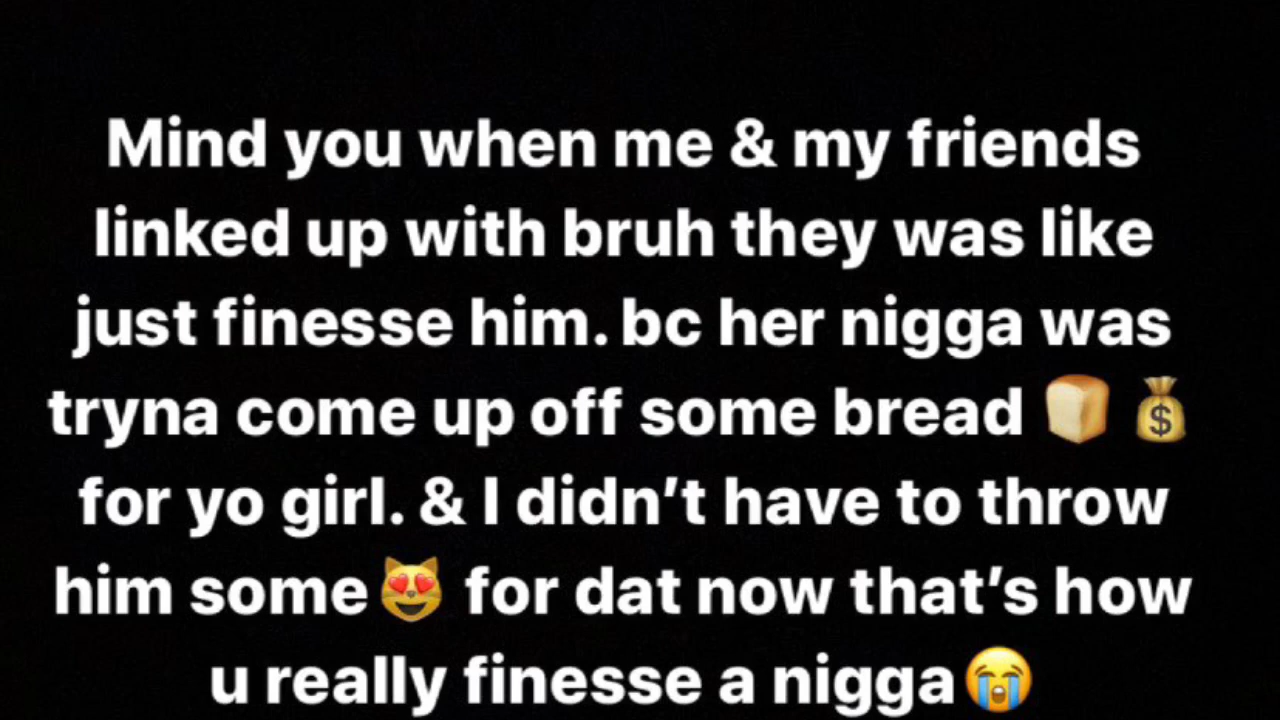 Mind you when me & my friends
linked up with bruh they was like
just finesse him. bc her nigga was
tryna come up off some bread 🍞 💰
for yo girl. & I didn’t have to throw
him some😻 for dat now that’s how
u really finesse a nigga😭